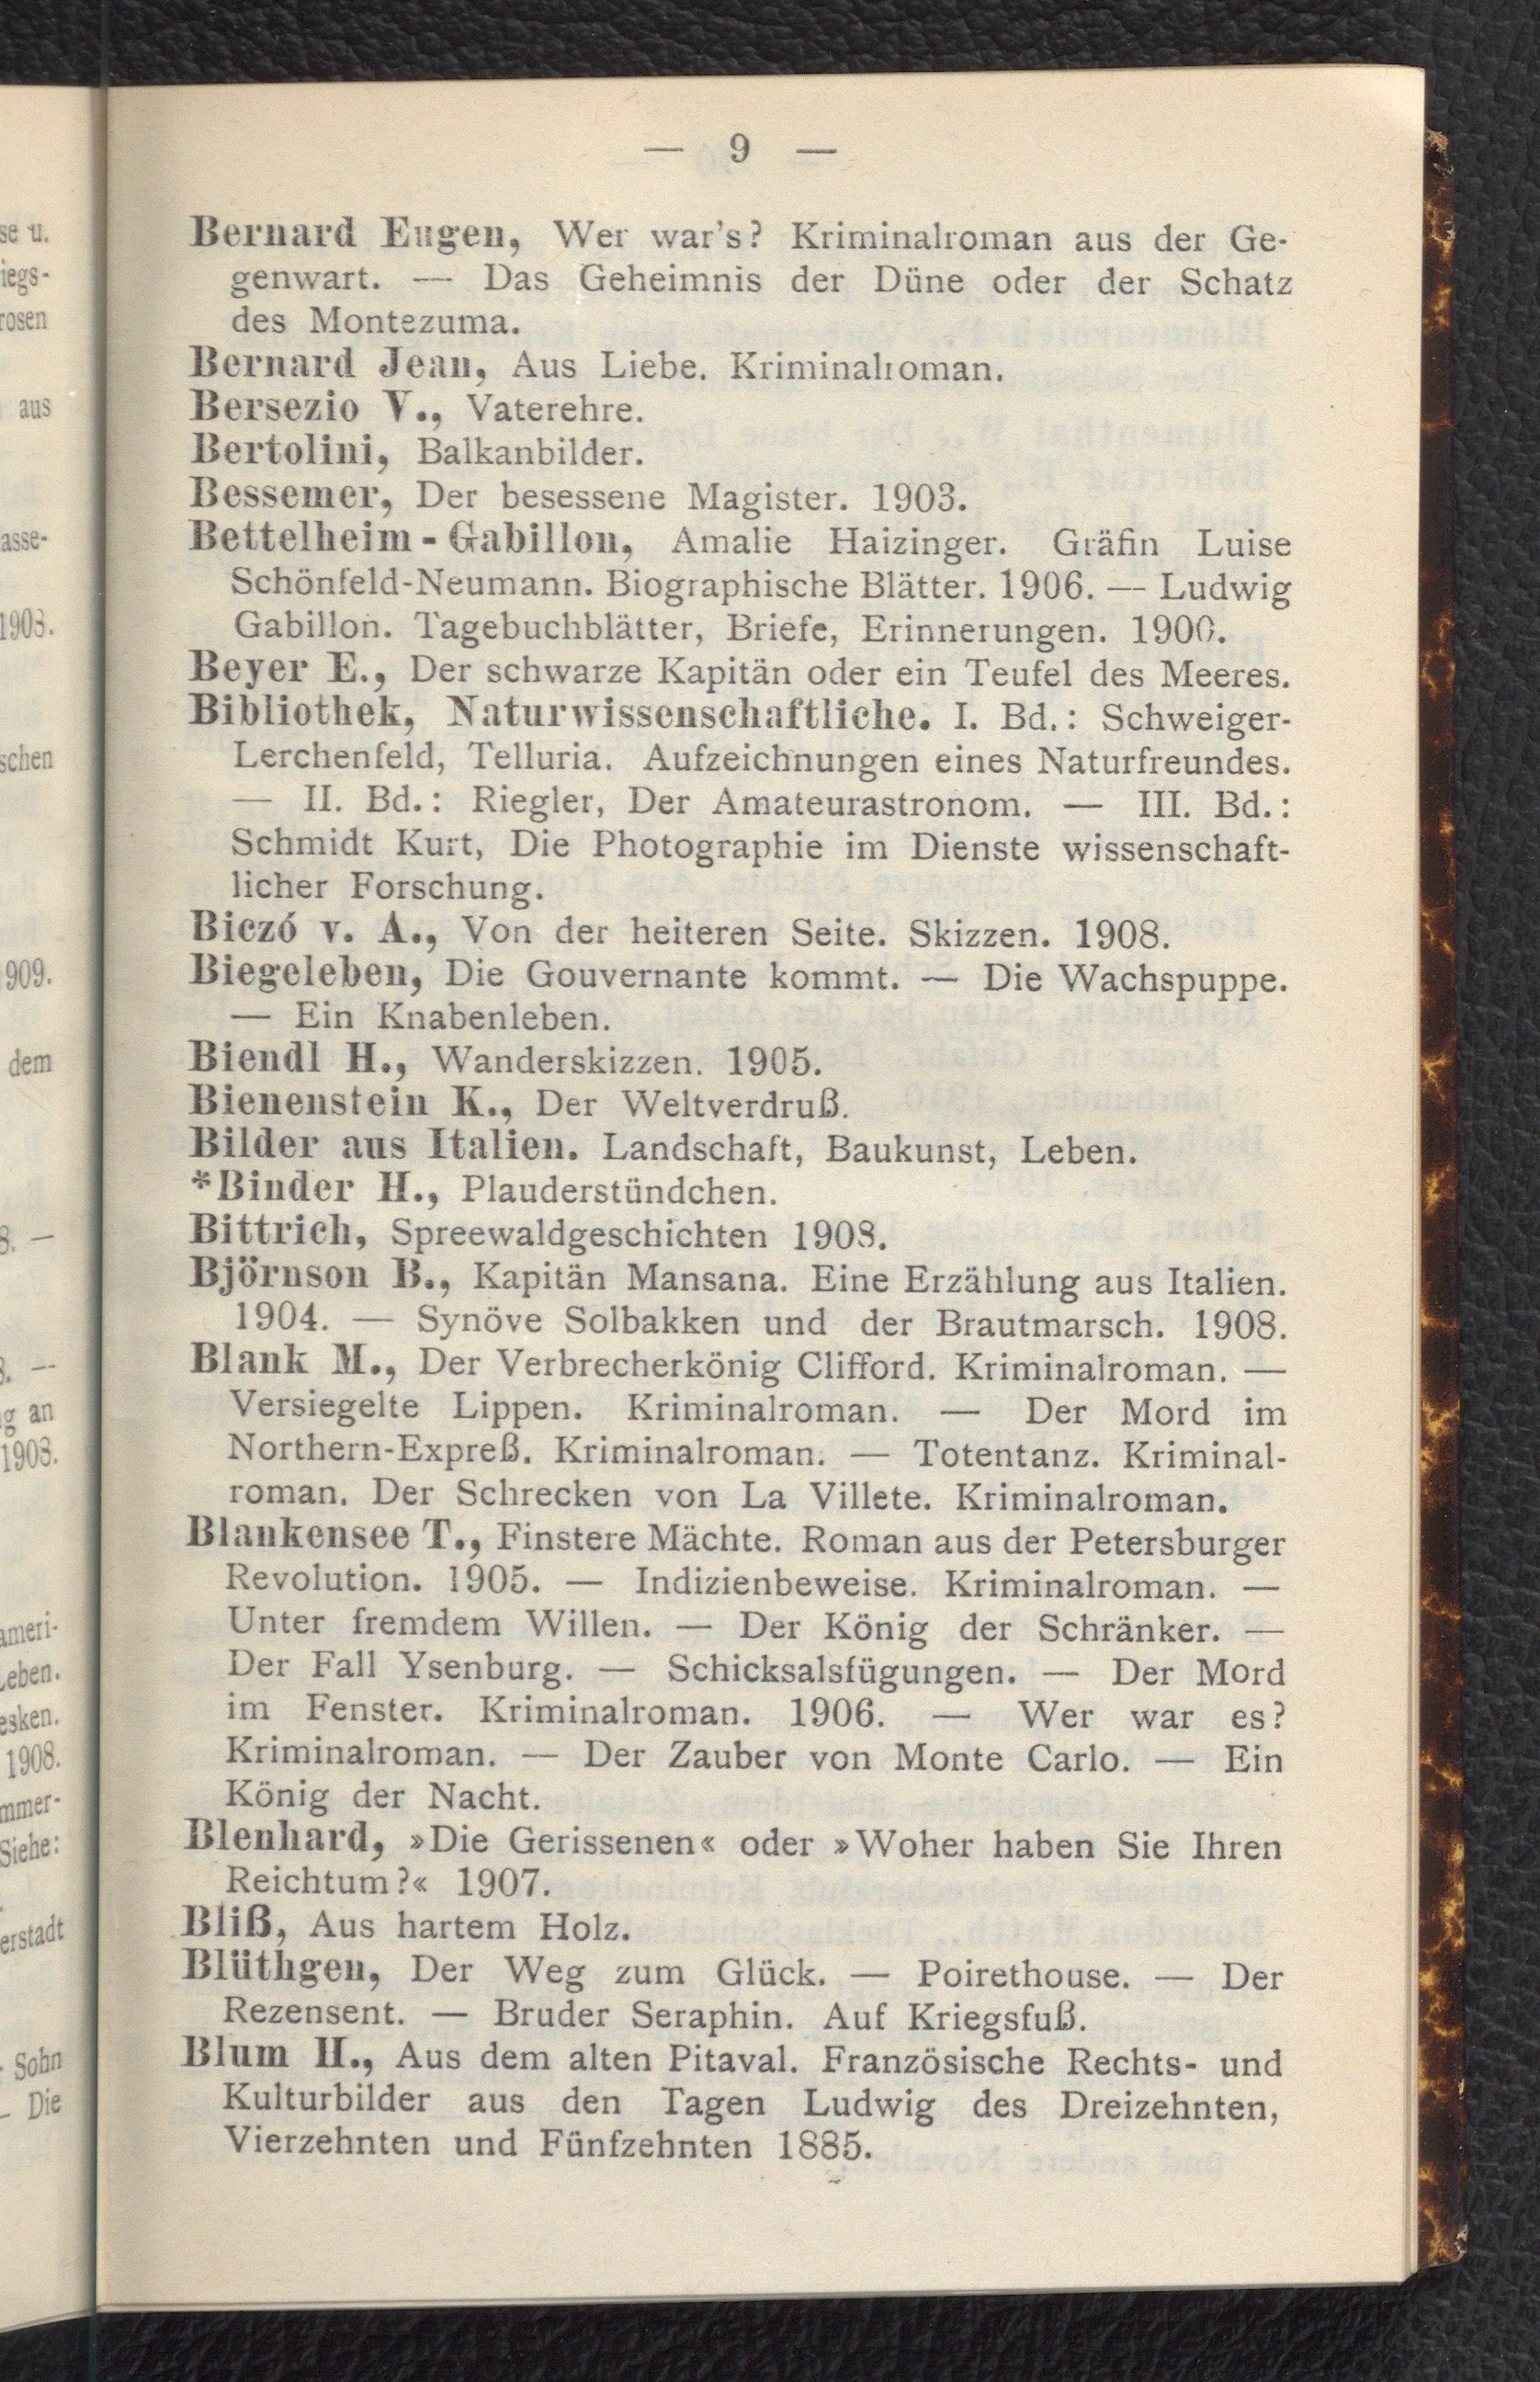 — 9 —
Bernard Eugen, Wer war's? Kriminalroman aus der Ge-
genwart. — Das Geheimnis der Düne oder der Schatz
des Montezuma.
Bernard Jean, Aus Liebe. Kriminalroman.
Bersezio V., Vaterehre.
Bertolini, Balkanbilder.
Bessemer, Der besessene Magister. 1903.
Bettelheim-Gabillon, Amalie Haizinger. Gräfin Luise
Schönfeld-Neumann. Biographische Blätter. 1906. — Ludwig
Gabillon. Tagebuchblätter, Briefe, Erinnerungen. 1900.
Beyer E., Der schwarze Kapitän oder ein Teufel des Meeres.
Bibliothek, Naturwissenschaftliche. I. Bd.: Schweiger-
Lerchenfeld, Telluria. Aufzeichnungen eines Naturfreundes.
— II. Bd.: Riegler, Der Amateurastronom. — III. Bd.:
Schmidt Kurt, Die Photographie im Dienste wissenschaft-
licher Forschung.
Biczó v. A., Von der heiteren Seite. Skizzen. 1908.
Biegeleben, Die Gouvernante kommt. — Die Wachspuppe.
— Ein Knabenleben.
Biendl H., Wanderskizzen. 1905.
Bienenstein K., Der Weltverdruß.
Bilder aus Italien. Landschaft, Baukunst, Leben.
*Binder H., Plauderstündchen.
Bittrich, Spreewaldgeschichten 1908.
Björnson B., Kapitän Mansana. Eine Erzählung aus Italien.
1904. — Synöve Solbakken und der Brautmarsch. 1908.
Blank M., Der Verbrecherkönig Clifford. Kriminalroman. —
Versiegelte Lippen. Kriminalroman. — Der Mord im
Northern-Expreß. Kriminalroman. — Totentanz. Kriminal-
roman. Der Schrecken von La Villete. Kriminalroman.
Blankensee T., Finstere Mächte. Roman aus der Petersburger
Revolution. 1905. — Indizienbeweise. Kriminalroman. —
Unter fremdem Willen. — Der König der Schränker. —
Der Fall Ysenburg. — Schicksalsfügungen. — Der Mord
im Fenster. Kriminalroman. 1906. — Wer war es?
Kriminalroman. — Der Zauber von Monte Carlo. — Ein
König der Nacht.
Blenhard, »Die Gerissenen« oder »Woher haben Sie Ihren
Reichtum?« 1907.
Bliß, Aus hartem Holz.
Blüthgen, Der Weg zum Glück. — Poirethouse. — Der
Rezensent. — Bruder Seraphin. Auf Kriegsfuß.
Blum H., Aus dem alten Pitaval. Französische Rechts- und
Kulturbilder aus den Tagen Ludwig des Dreizehnten,
Vierzehnten und Fünfzehnten 1885.